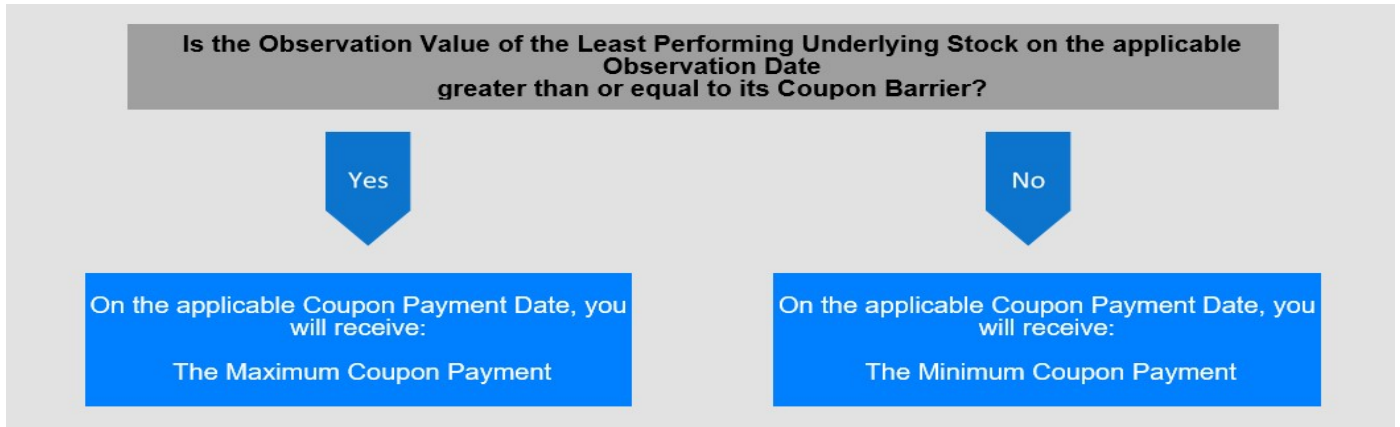 Is the Observation Value of the Least Performing Underlying Stock on the applicable
Observation Date
greater than or equal to its Coupon Barrier?
Yes
No
On the applicable Coupon Payment Date, you
will receive:
The Maximum Coupon Payment
On the applicable Coupon Payment Date, you
will receive:
The Minimum Coupon Payment